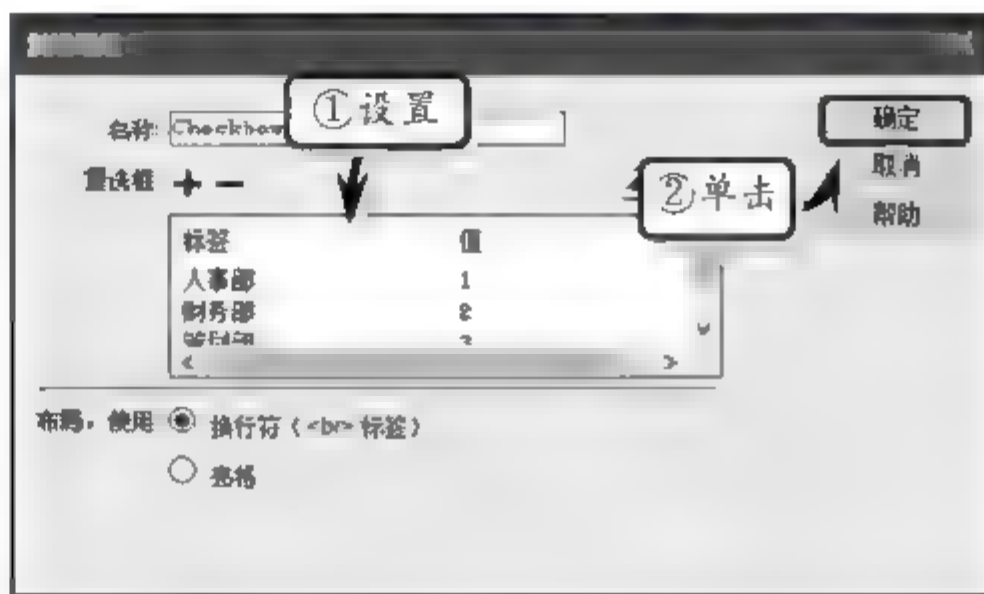 ①设置
名称: Checkbox
确定
取消
复选框
②单击
帮助
标签 值
人事部 1
财务部 2
3
布局，使用 换行符（<br> 标签）
表格